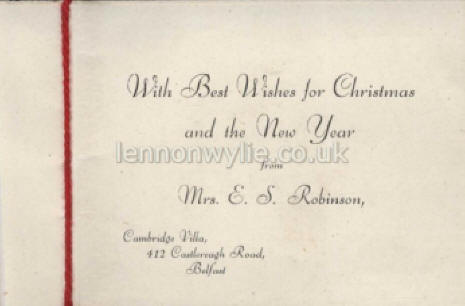 With Best Wishes for Christmas
and the New Year
lennonwylie.co.uk
from
Mrs. E. S. Robinson,
Cambridge Villa,
412 Castlereagh Road,
Belfast